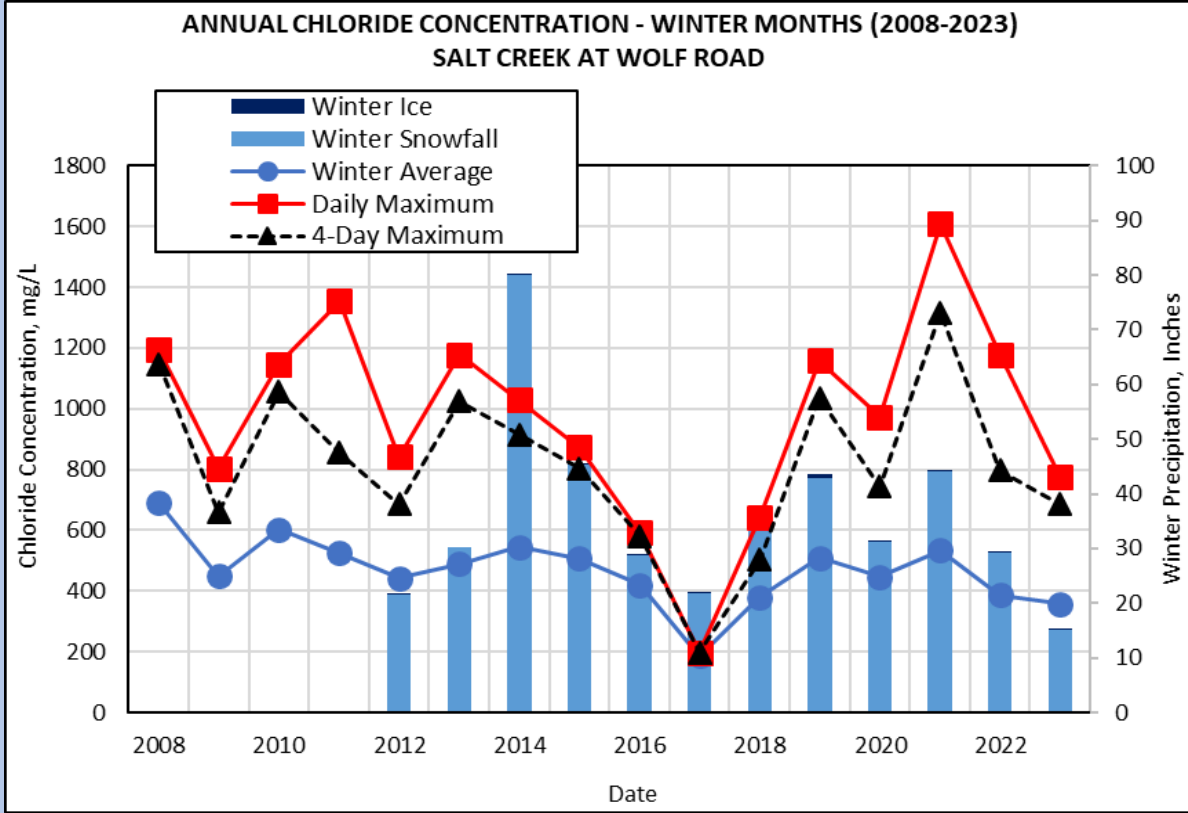 ANNUAL CHLORIDE CONCENTRATION - WINTER MONTHS (2008-2023)
SALT CREEK AT WOLF ROAD
Winter Ice
Winter Snowfall
Winter Average
Daily Maximum
4-Day Maximum
Chloride Concentration, mg/L
1800
1600
1400
1200
1000
800
600
400
200
0
100
90
80
70
60
50
40
30
20
10
0
Winter Precipitation, Inches
2008 2010 2012 2014 2016 2018 2020 2022
Date